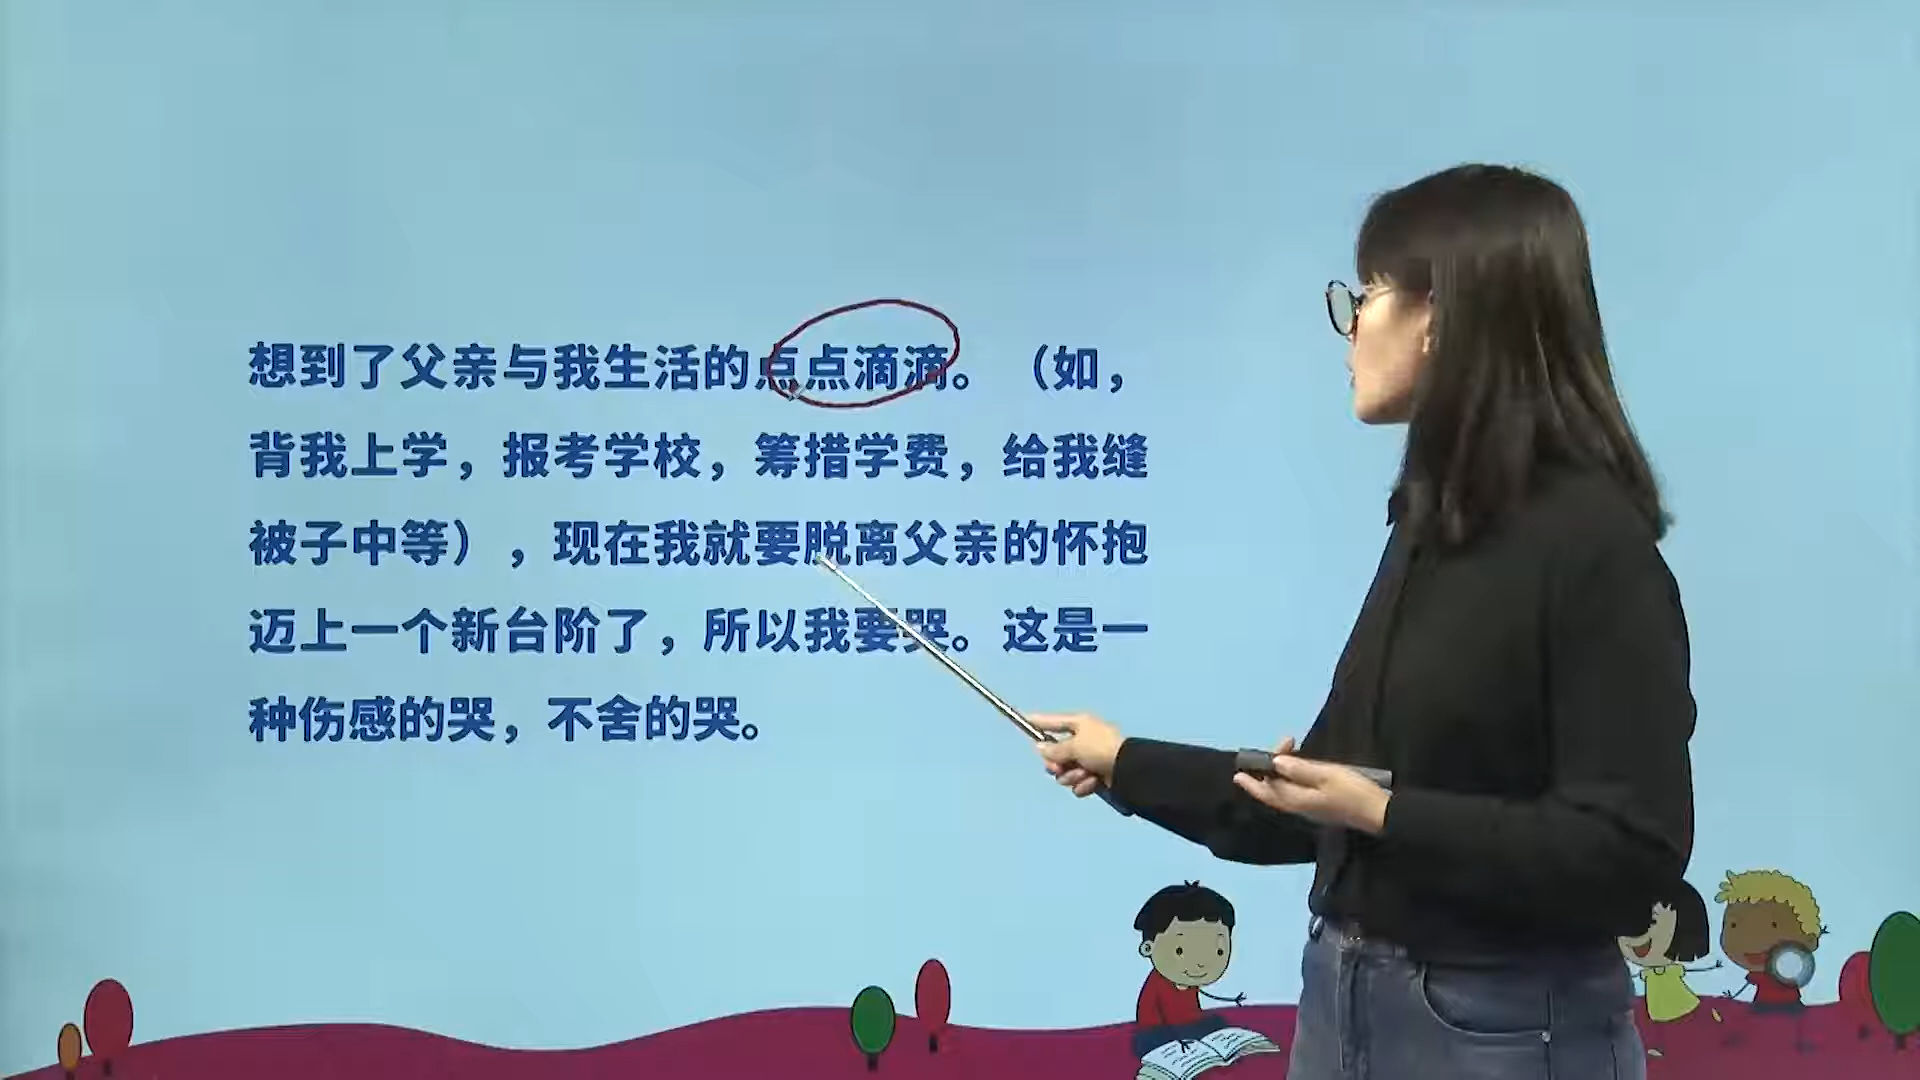 想到了父亲与我生活的点点滴滴。（如，
背我上学，报考学校，筹措学费，给我缝
被子中等），现在我就要脱离父亲的怀抱
迈上一个新台阶了，所以我要哭。这是一
种伤感的哭，不舍的哭。